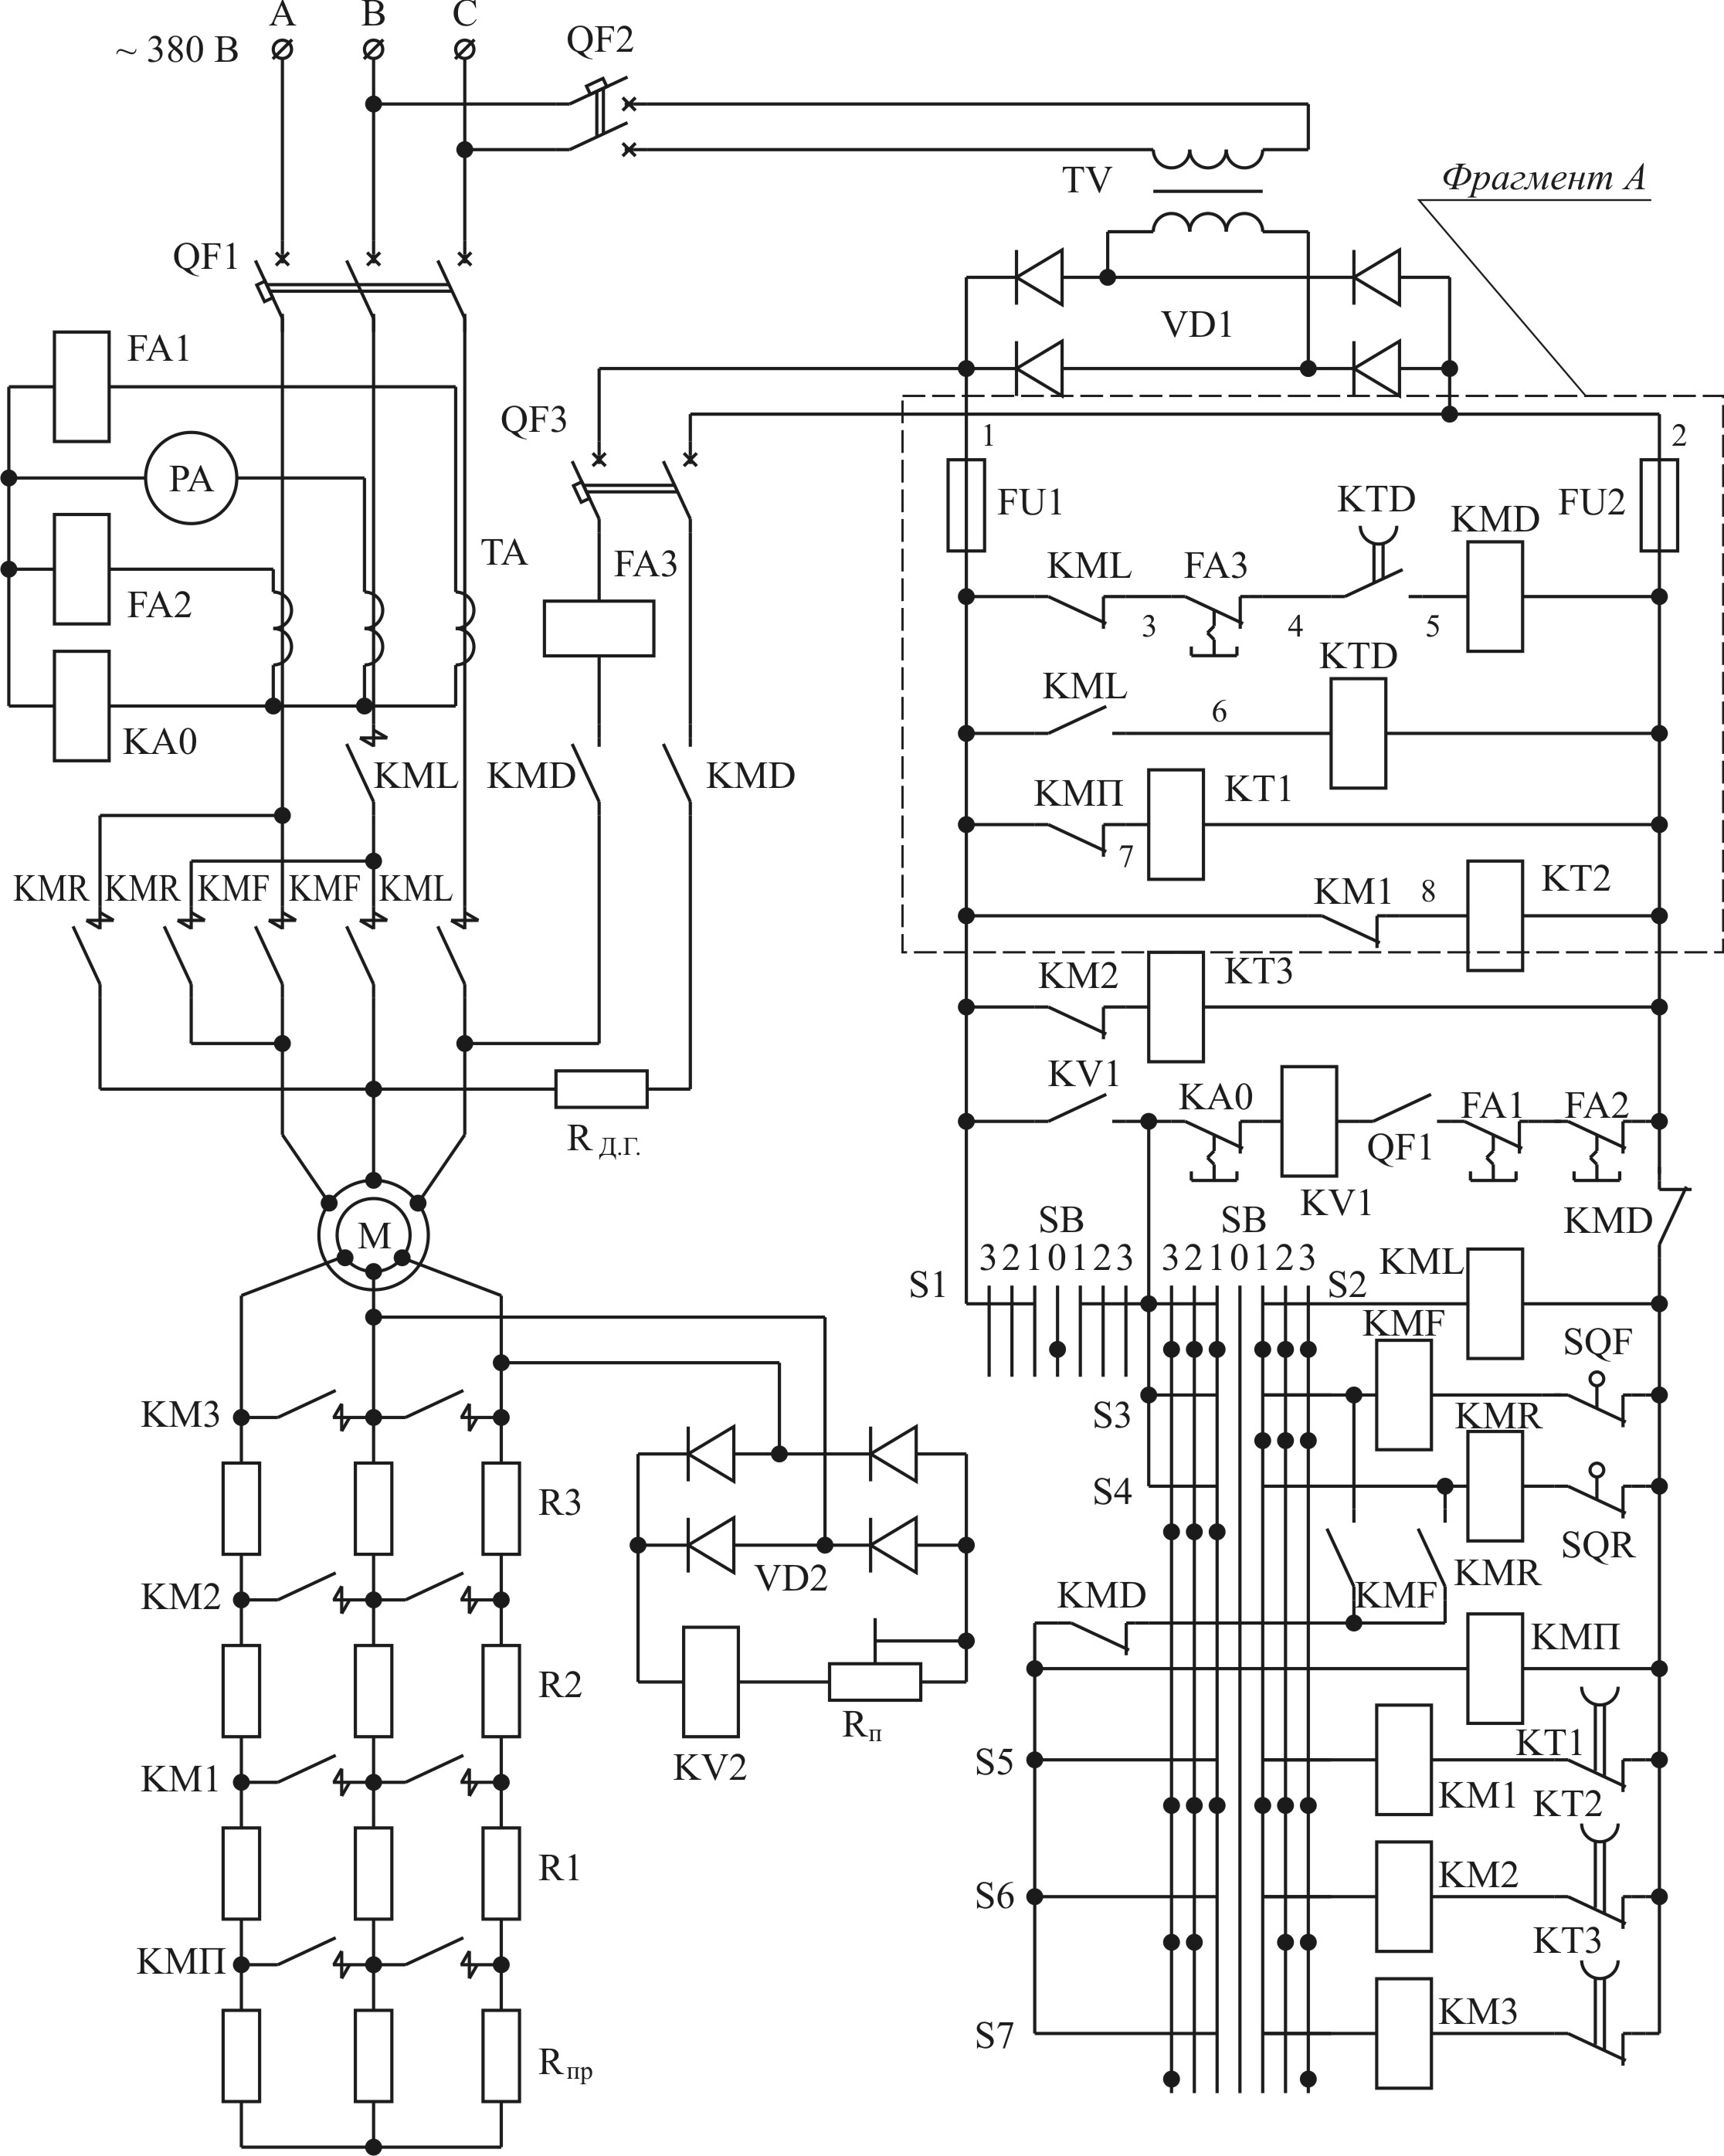 A B C
~ 380 В
QF2
TV
Фрагмент А
QF1
VD1
FA1
QF3
1
2
PA
FU1
KTD
KMD
FU2
TA
FA3
KML
FA3
FA2
3
4
5
KTD
KML
6
KA0
KML
KMD
KMD
КМП
KT1
7
KMR
KMR
KMF
KMF
KML
KM1
8
KT2
KM2
KT3
KV1
KA0
FA1
FA2
R Д.Г.
QF1
KV1
KMD
M
SB
SB
3 2 1 0 1 2 3
3 2 1 0 1 2 3
S1
S2
KML
KMF
SQF
KM3
S3
KMR
R3
S4
SQR
VD2
KMR
KM2
KMD
KMF
КМП
R2
Rп
KV2
S5
KT1
KM1
KM1
KT2
R1
S6
KM2
КМП
KT3
S7
KM3
Rпр